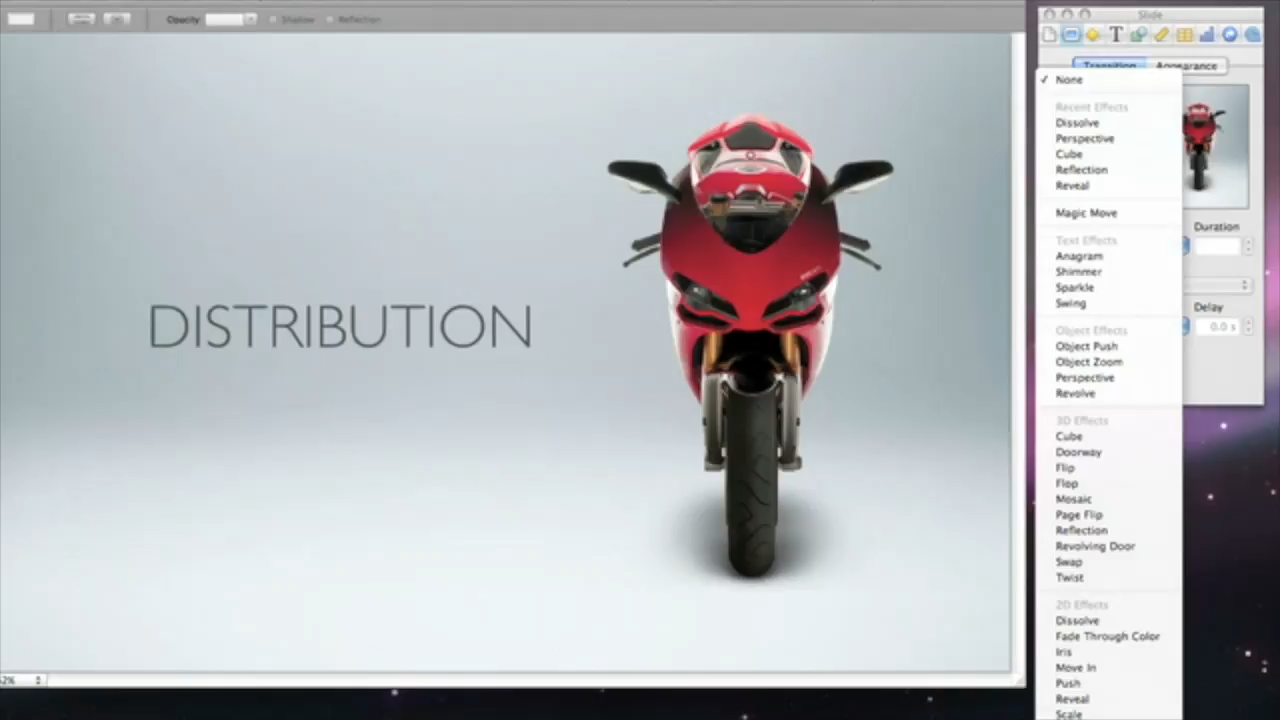 Opacity
Shadow
Reflection
DISTRIBUTION
Slide
Transition
Appearance
✓ None
Recent Effects
Dissolve
Perspective
Cube
Reflection
Reveal
Magic Move
Text Effects
Anagram
Shimmer
Sparkle
Swing
Object Effects
Object Push
Object Zoom
Perspective
Revolve
3D Effects
Cube
Doorway
Flip
Flop
Mosaic
Page Flip
Reflection
Revolving Door
Swap
Twist
2D Effects
Dissolve
Fade Through Color
Iris
Move In
Push
Reveal
Scale
Duration
Delay
0.0 s